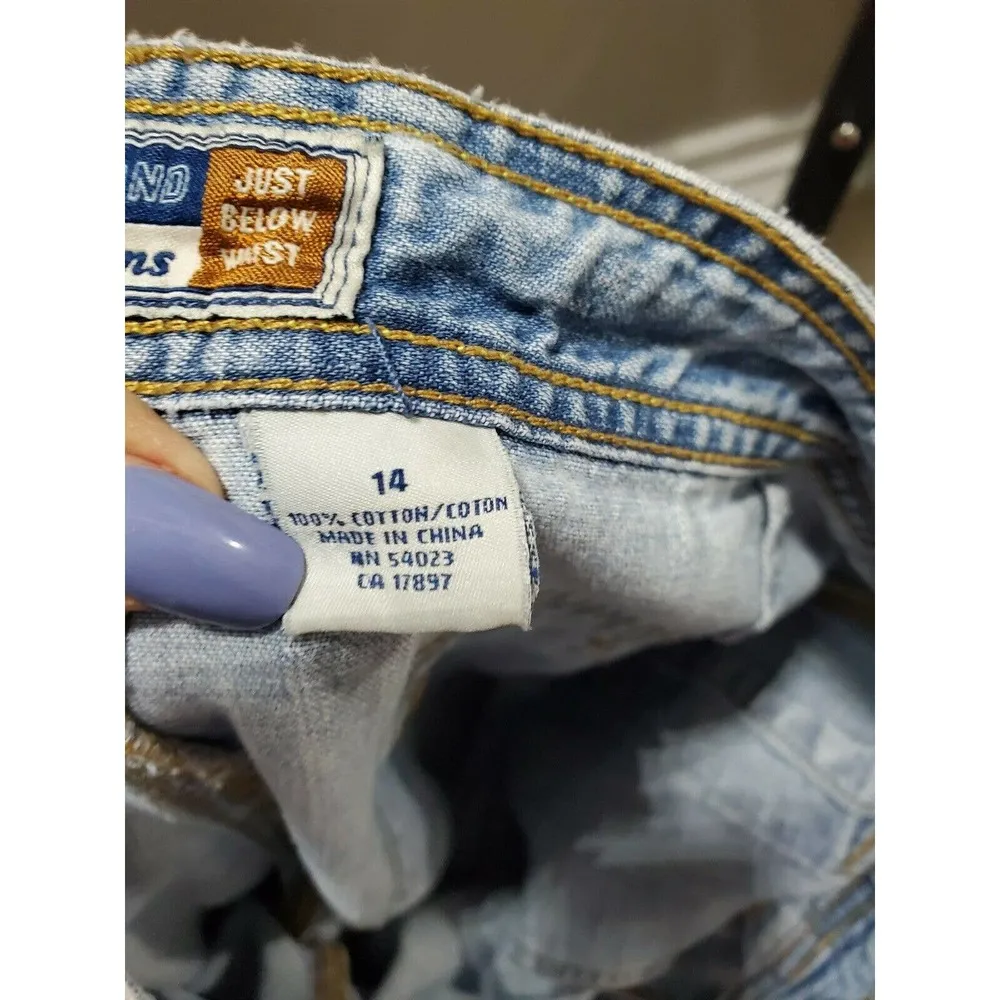 ND
JUST
BELOW
WAIST
ns
14
100% COTTON/COTON
MADE IN CHINA
RN 54023
CA 17897